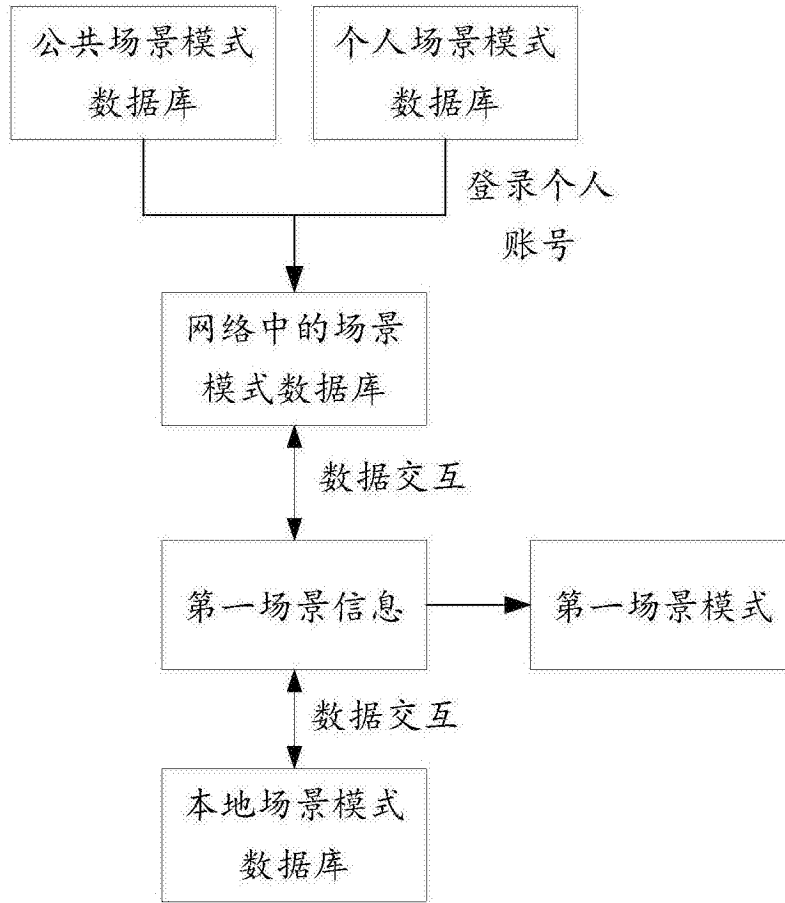 公共场景模式
数据库
个人场景模式
数据库
登录个人
账号
网络中的场景
模式数据库
数据交互
第一场景信息
第一场景模式
数据交互
本地场景模式
数据库